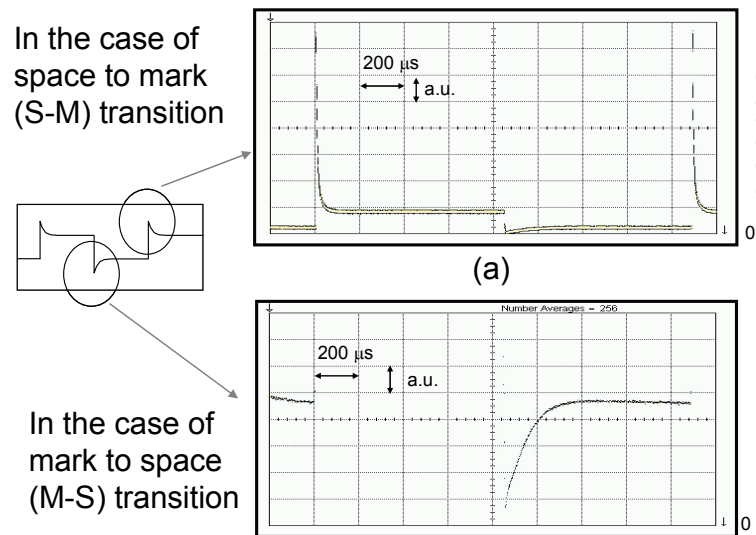 In the case of
space to mark
(S-M) transition
200 μs
a.u.
0
(a)
Number Averages = 256
200 μs
a.u.
0
In the case of
mark to space
(M-S) transition